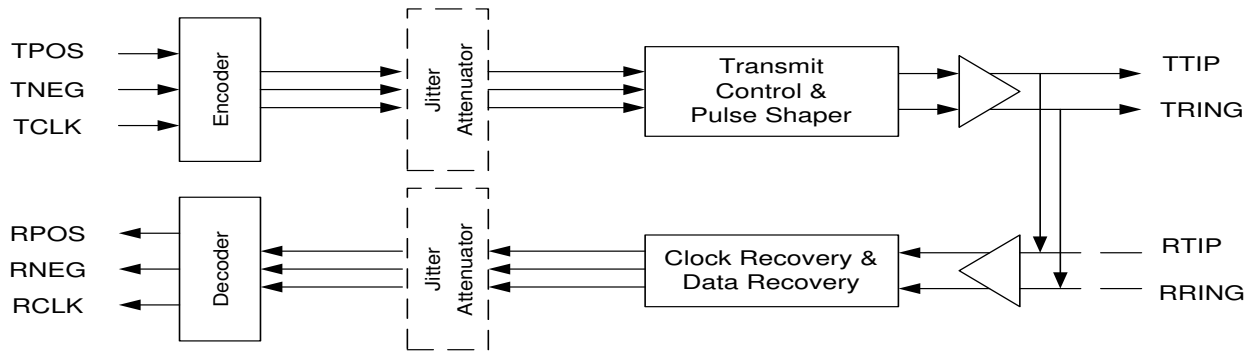 TPOS
TNEG
TCLK
Encoder
Jitter
Attenuator
Transmit
Control &
Pulse Shaper
TTIP
TRING
RPOS
RNEG
RCLK
Decoder
Jitter
Attenuator
Clock Recovery &
Data Recovery
RTIP
RRING